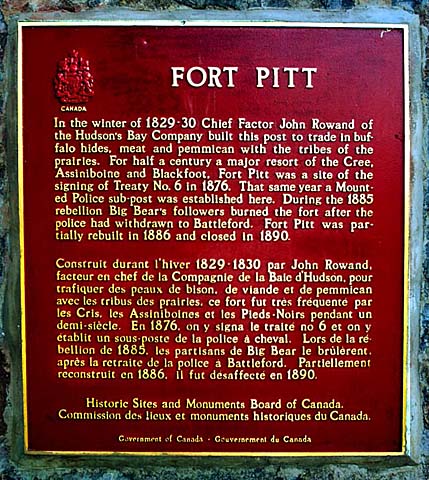 CANADA
FORT PITT
In the winter of 1829-30 Chief Factor John Rowand of
the Hudson's Bay Company built this post to trade in buf-
falo hides, meat and pemmican with the tribes of the
prairies. For half a century a major resort of the Cree,
Assiniboine and Blackfoot, Fort Pitt was a site of the
signing of Treaty No. 6 in 1876. That same year a Mount-
ed Police sub-post was established here. During the 1885
rebellion Big Bear's followers burned the fort after the
police had withdrawn to Battleford. Fort Pitt was par-
tially rebuilt in 1886 and closed in 1890.
Construit durant l'hiver 1829-1830 par John Rowand,
facteur en chef de la Compagnie de la Baie d'Hudson, pour
trafiquer des peaux de bison, de viande et de pemmican
avec les tribus des prairies, ce fort fut très fréquenté par
les Cris, les Assiniboines et les Pieds-Noirs pendant un
demi-siècle. En 1876, on y signa le traité no 6 et on y
établit un sous-poste de la police à cheval. Lors de la ré-
bellion de 1885, les partisans de Big Bear le brûlèrent,
après la retraite de la police à Battleford. Partiellement
reconstruit en 1886, il fut désaffecté en 1890.
Historic Sites and Monuments Board of Canada.
Commission des lieux et monuments historiques du Canada.
Government of Canada - Gouvernement du Canada